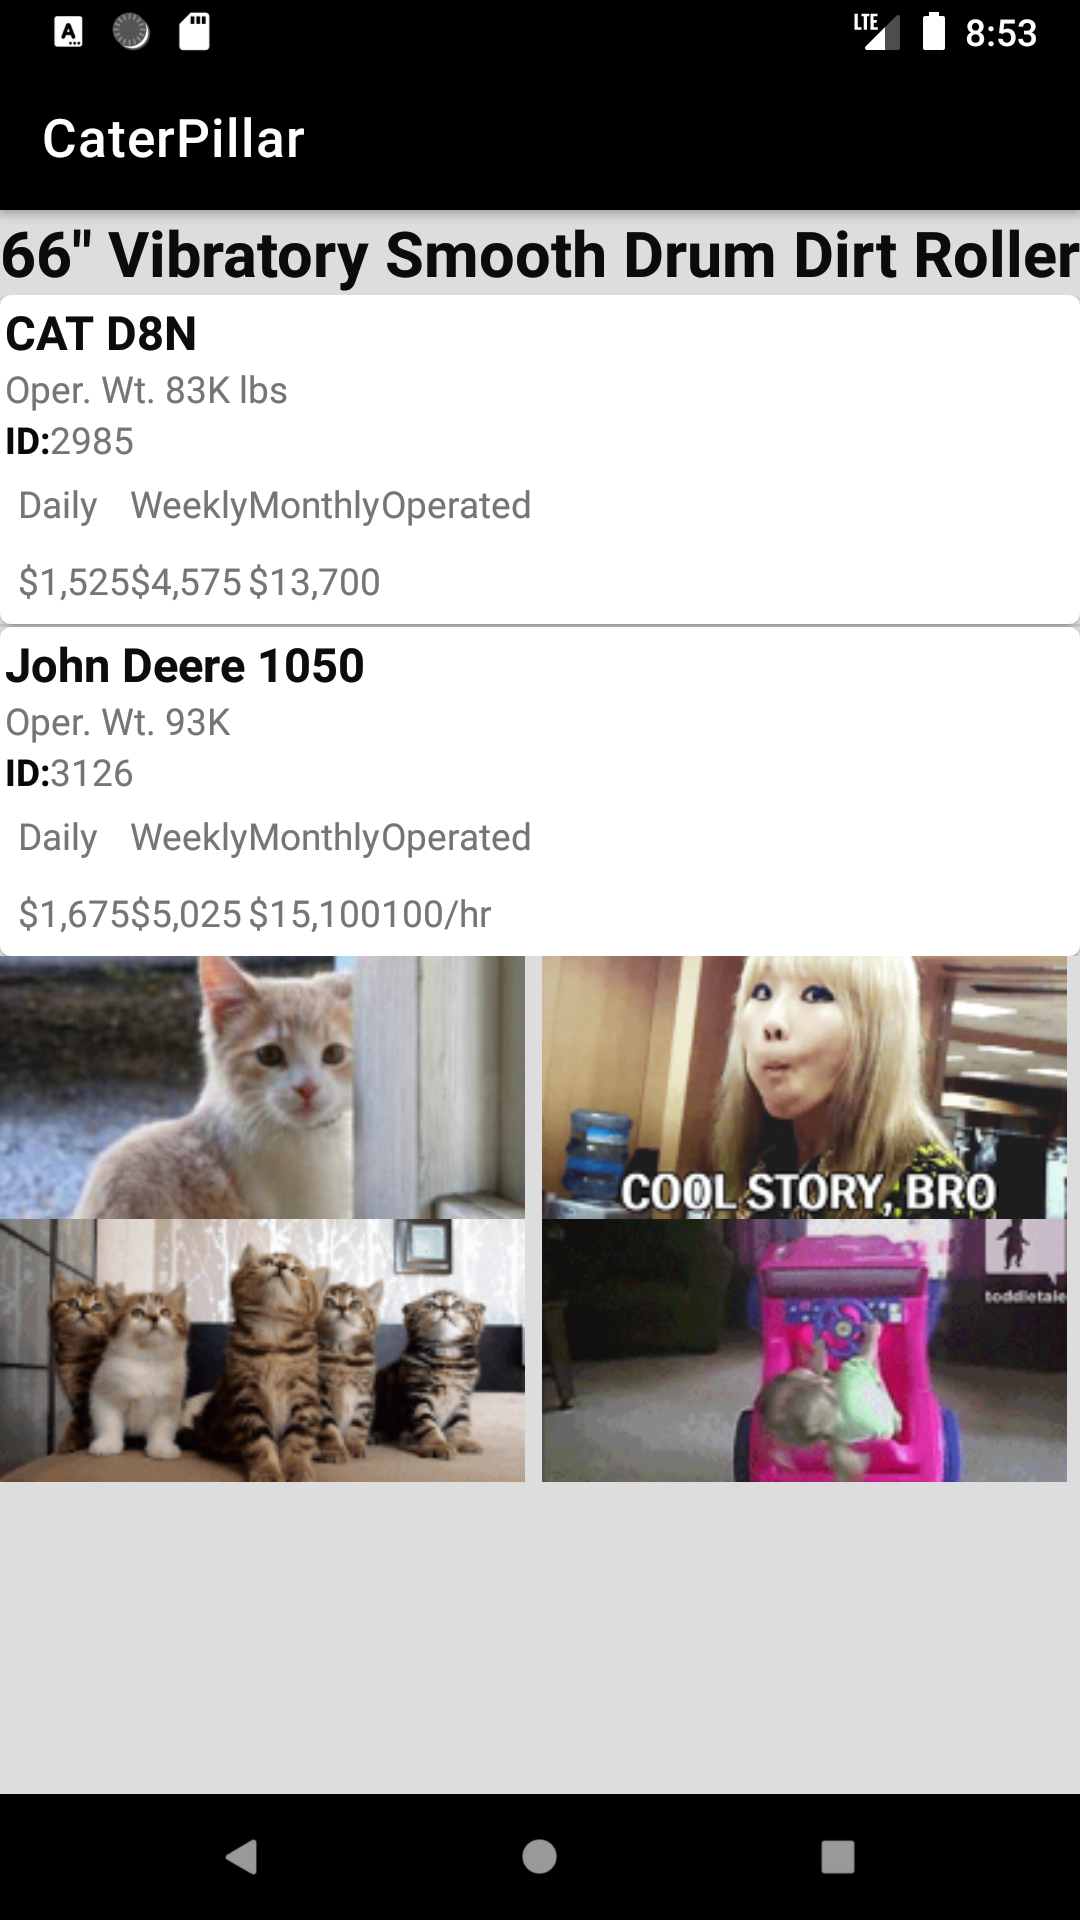 LTE 8:53
CaterPillar
66" Vibratory Smooth Drum Dirt Roller
CAT D8N
Oper. Wt. 83K lbs
ID:2985
Daily WeeklyMonthlyOperated
$1,525$4,575 $13,700
John Deere 1050
Oper. Wt. 93K
ID:3126
Daily WeeklyMonthlyOperated
$1,675$5,025 $15,100100/hr
COOL STORY, BRO
toddletale